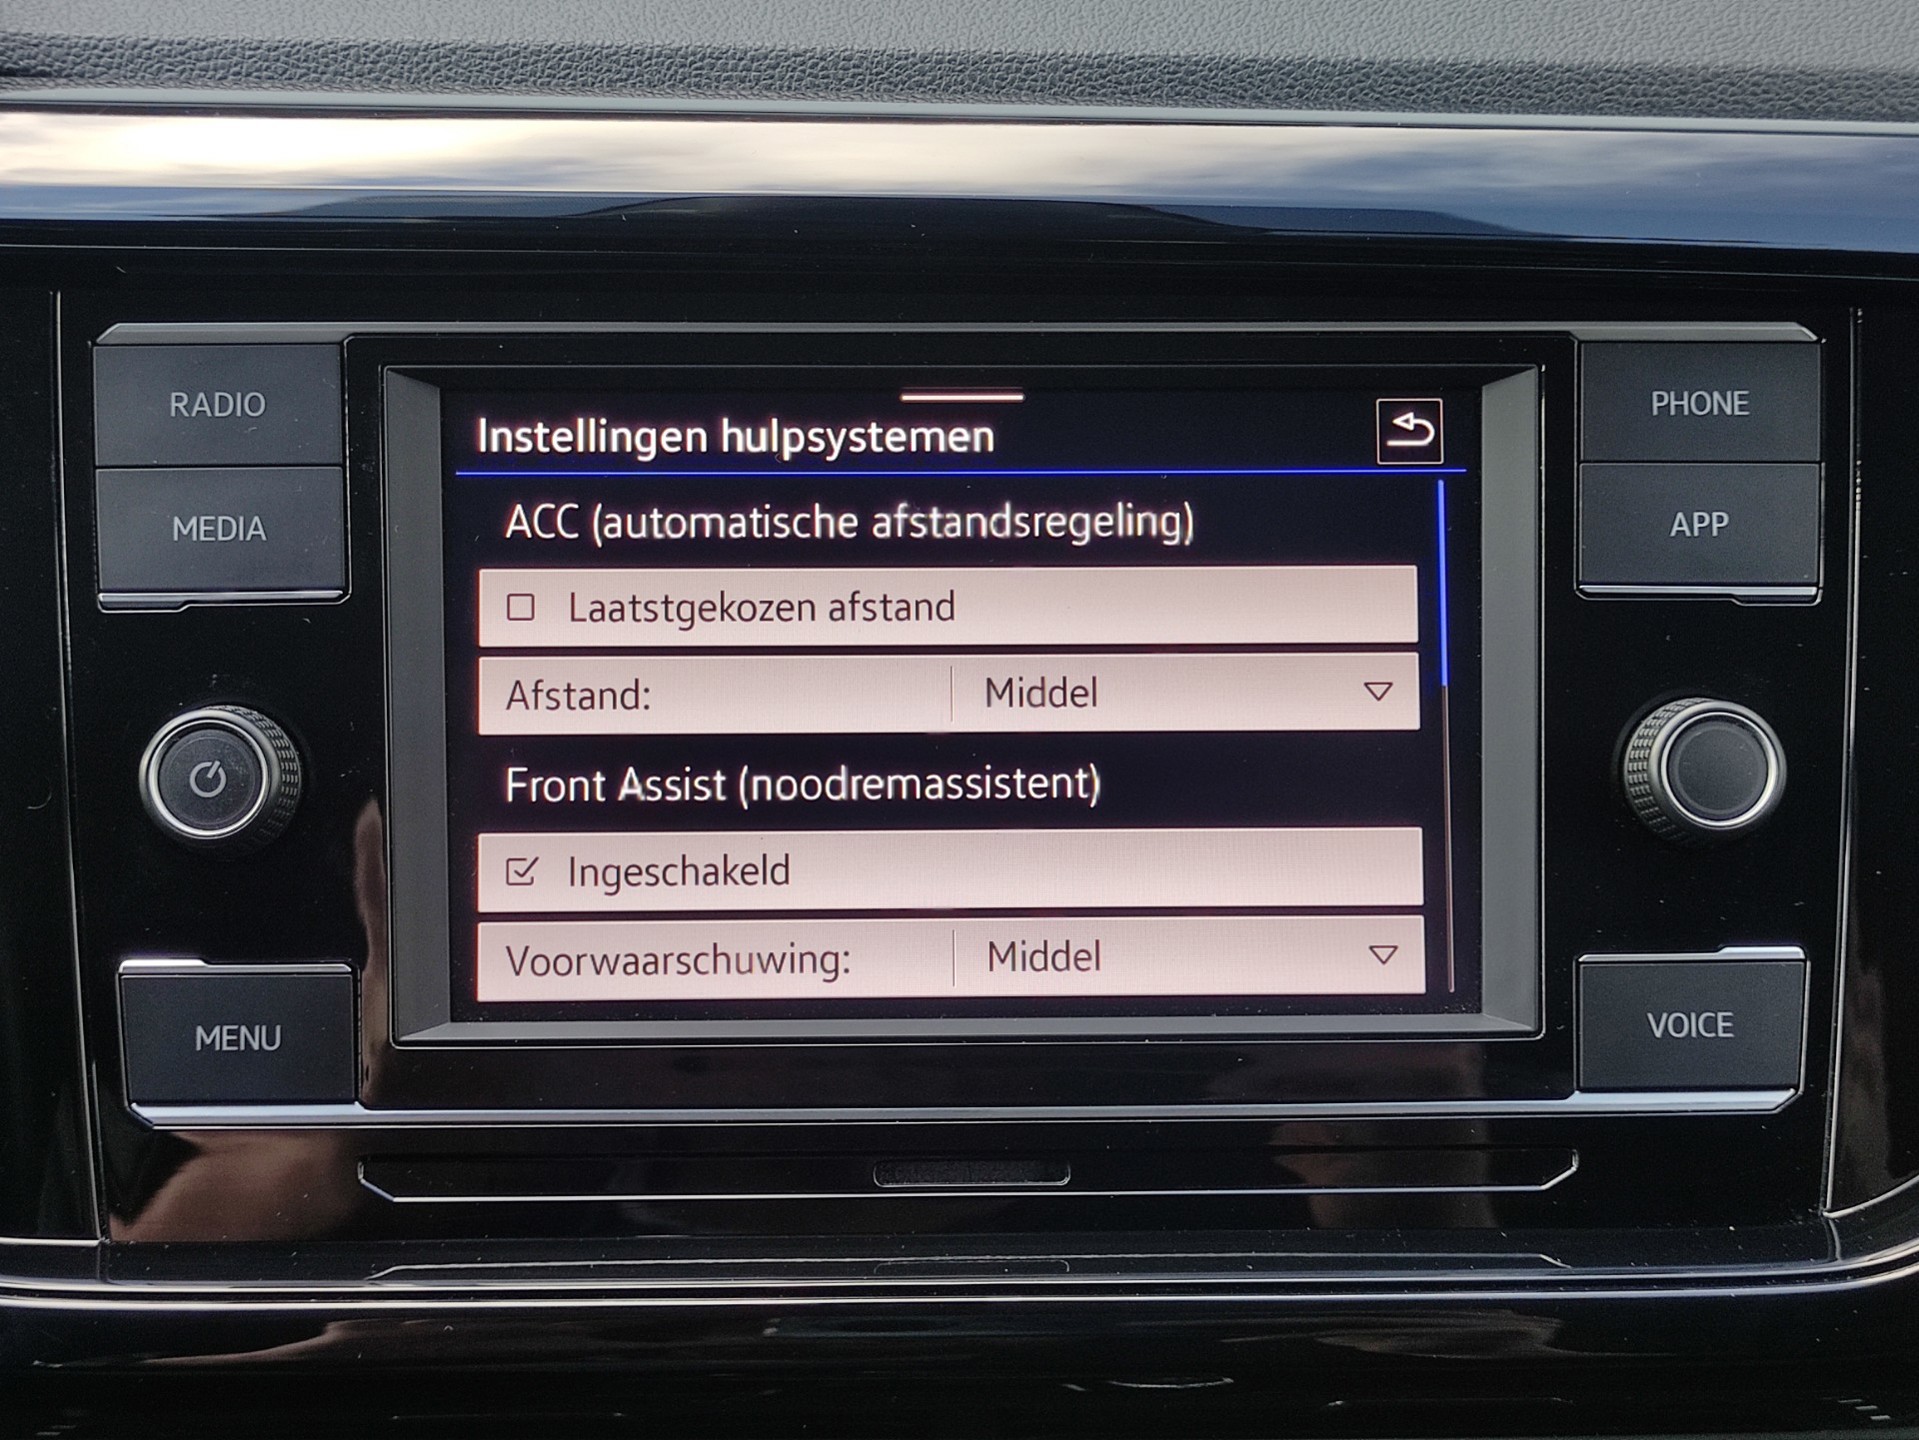 RADIO
MEDIA
MENU
Instellingen hulpsystemen
ACC (automatische afstandsregeling)
Laatstgekozen afstand
Afstand: Middel
Front Assist (noodremassistent)
Ingeschakeld
Voorwaarschuwing: Middel
PHONE
APP
VOICE